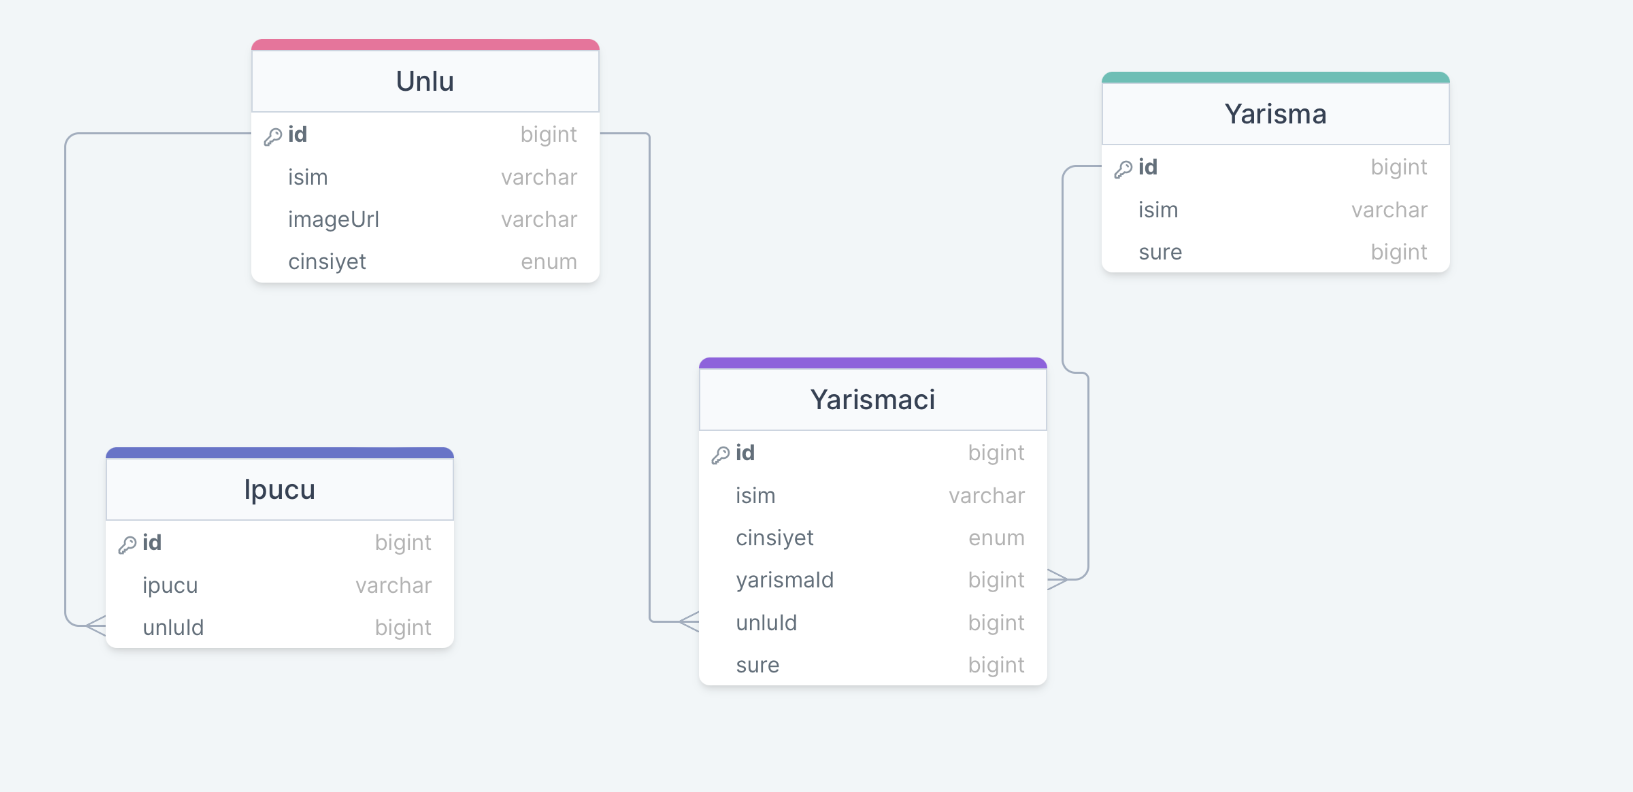 Unlu
id bigint
isim varchar
imageUrl varchar
cinsiyet enum
Yarisma
id bigint
isim varchar
sure bigint
Yarismaci
id bigint
isim varchar
cinsiyet enum
yarismaId bigint
unluId bigint
sure bigint
Ipucu
id bigint
ipucu varchar
unluId bigint